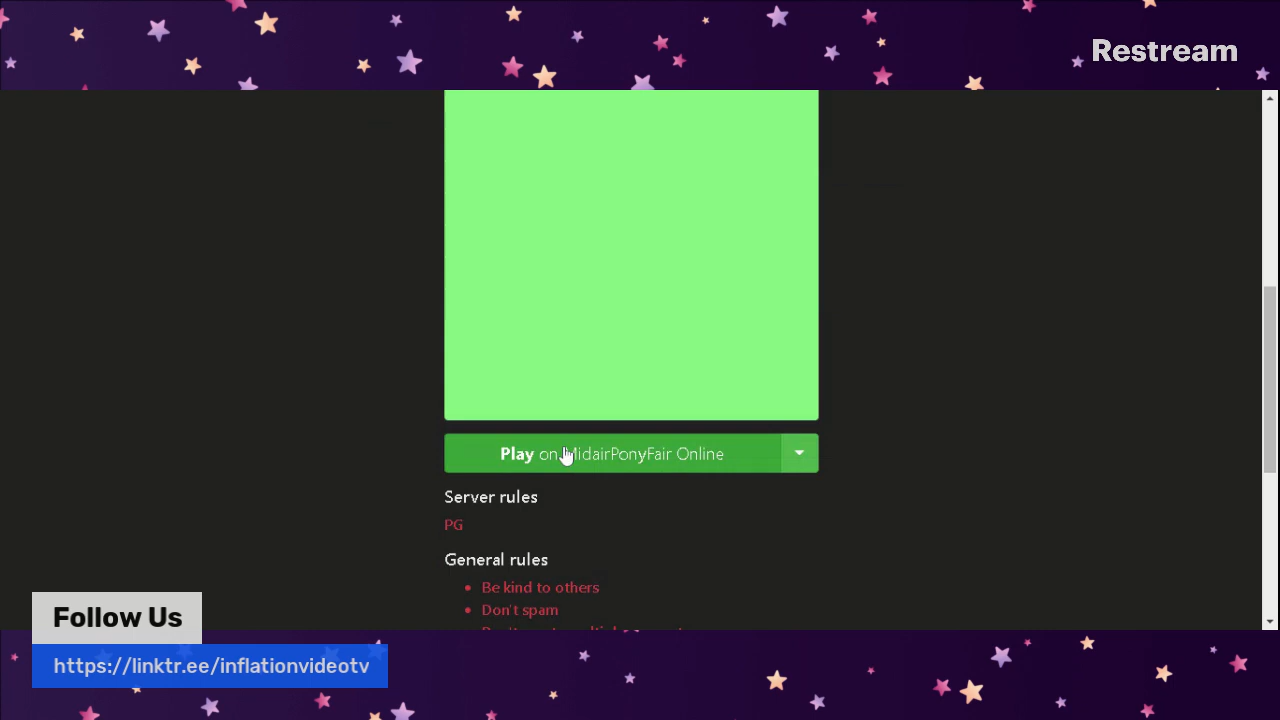 Restream
Play on MidairPonyFair Online
Server rules
PG
General rules
Be kind to others
Don't spam
Follow Us
https://linktr.ee/inflationvideotv